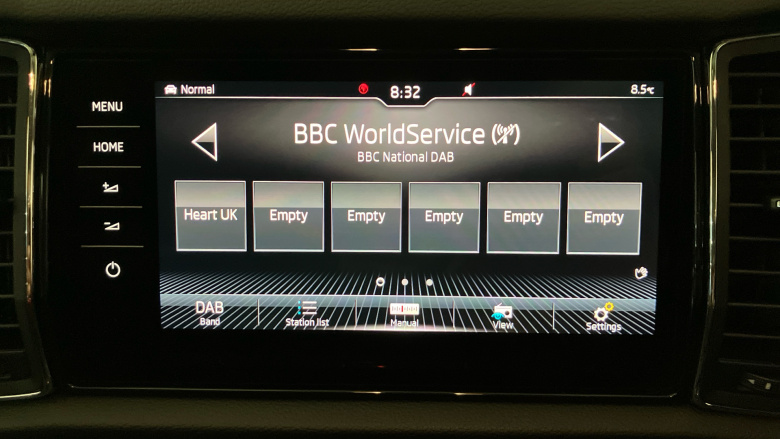 Normal
8:32
8.5°C
MENU
HOME
BBC WorldService
BBC National DAB
Heart UK
Empty
Empty
Empty
Empty
Empty
DAB
Band
Station list
Manual
View
Settings